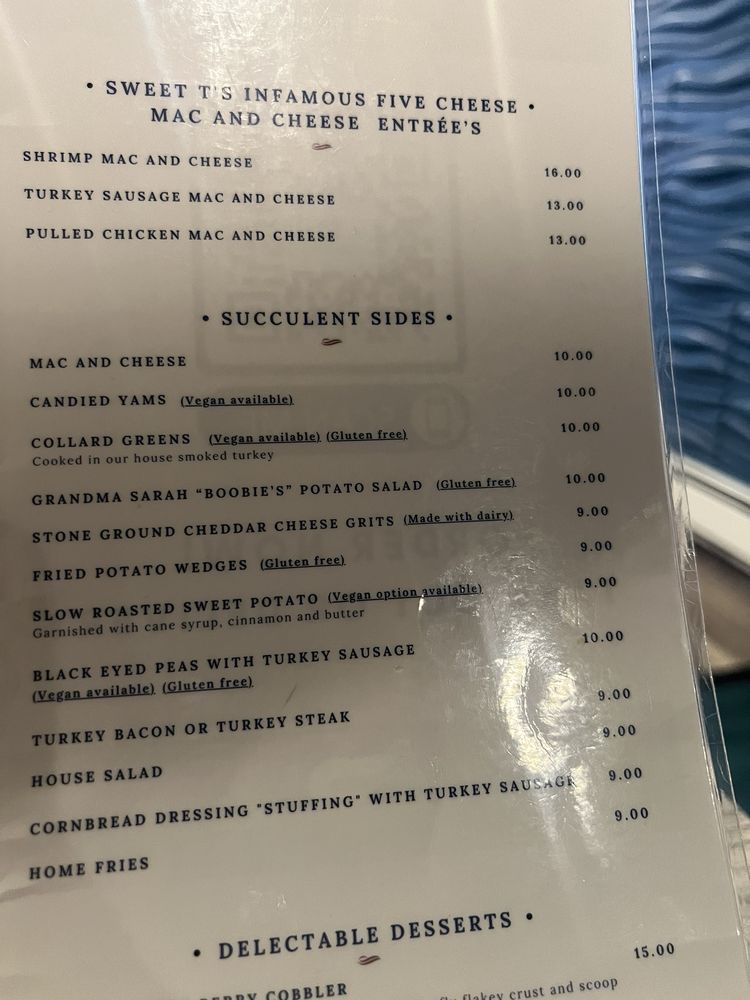 • SWEET T'S INFAMOUS FIVE CHEESE •
MAC AND CHEESE ENTRÉE'S
SHRIMP MAC AND CHEESE 16.00
TURKEY SAUSAGE MAC AND CHEESE 13.00
PULLED CHICKEN MAC AND CHEESE 13.00
• SUCCULENT SIDES •
MAC AND CHEESE 10.00
CANDIED YAMS (Vegan available) 10.00
COLLARD GREENS (Vegan available) (Gluten free) 10.00
Cooked in our house smoked turkey
GRANDMA SARAH "BOOBIE'S" POTATO SALAD (Gluten free) 10.00
STONE GROUND CHEDDAR CHEESE GRITS (Made with dairy) 9.00
FRIED POTATO WEDGES (Gluten free) 9.00
SLOW ROASTED SWEET POTATO (Vegan option available) 9.00
Garnished with cane syrup, cinnamon and butter
BLACK EYED PEAS WITH TURKEY SAUSAGE 10.00
(Vegan available) (Gluten free)
TURKEY BACON OR TURKEY STEAK 9.00
HOUSE SALAD 9.00
CORNBREAD DRESSING "STUFFING" WITH TURKEY SAUSAGE 9.00
HOME FRIES 9.00
• DELECTABLE DESSERTS •
COBBLER 15.00
flakey crust and scoop